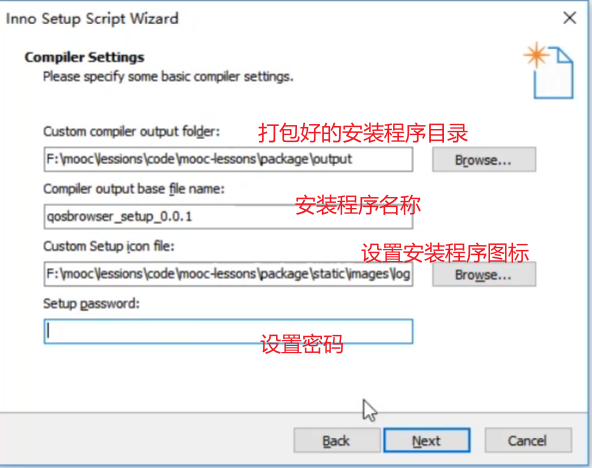 Inno Setup Script Wizard
Compiler Settings
Please specify some basic compiler settings.
Custom compiler output folder:
打包好的安装程序目录
F:\mooc\lessions\code\mooc-lessons\package\output
Browse...
Compiler output base file name:
安装程序名称
qosbrowser_setup_0.0.1
Custom Setup icon file:
设置安装程序图标
F:\mooc\lessions\code\mooc-lessons\package\static\images\log
Browse...
Setup password:
设置密码
Back
Next
Cancel